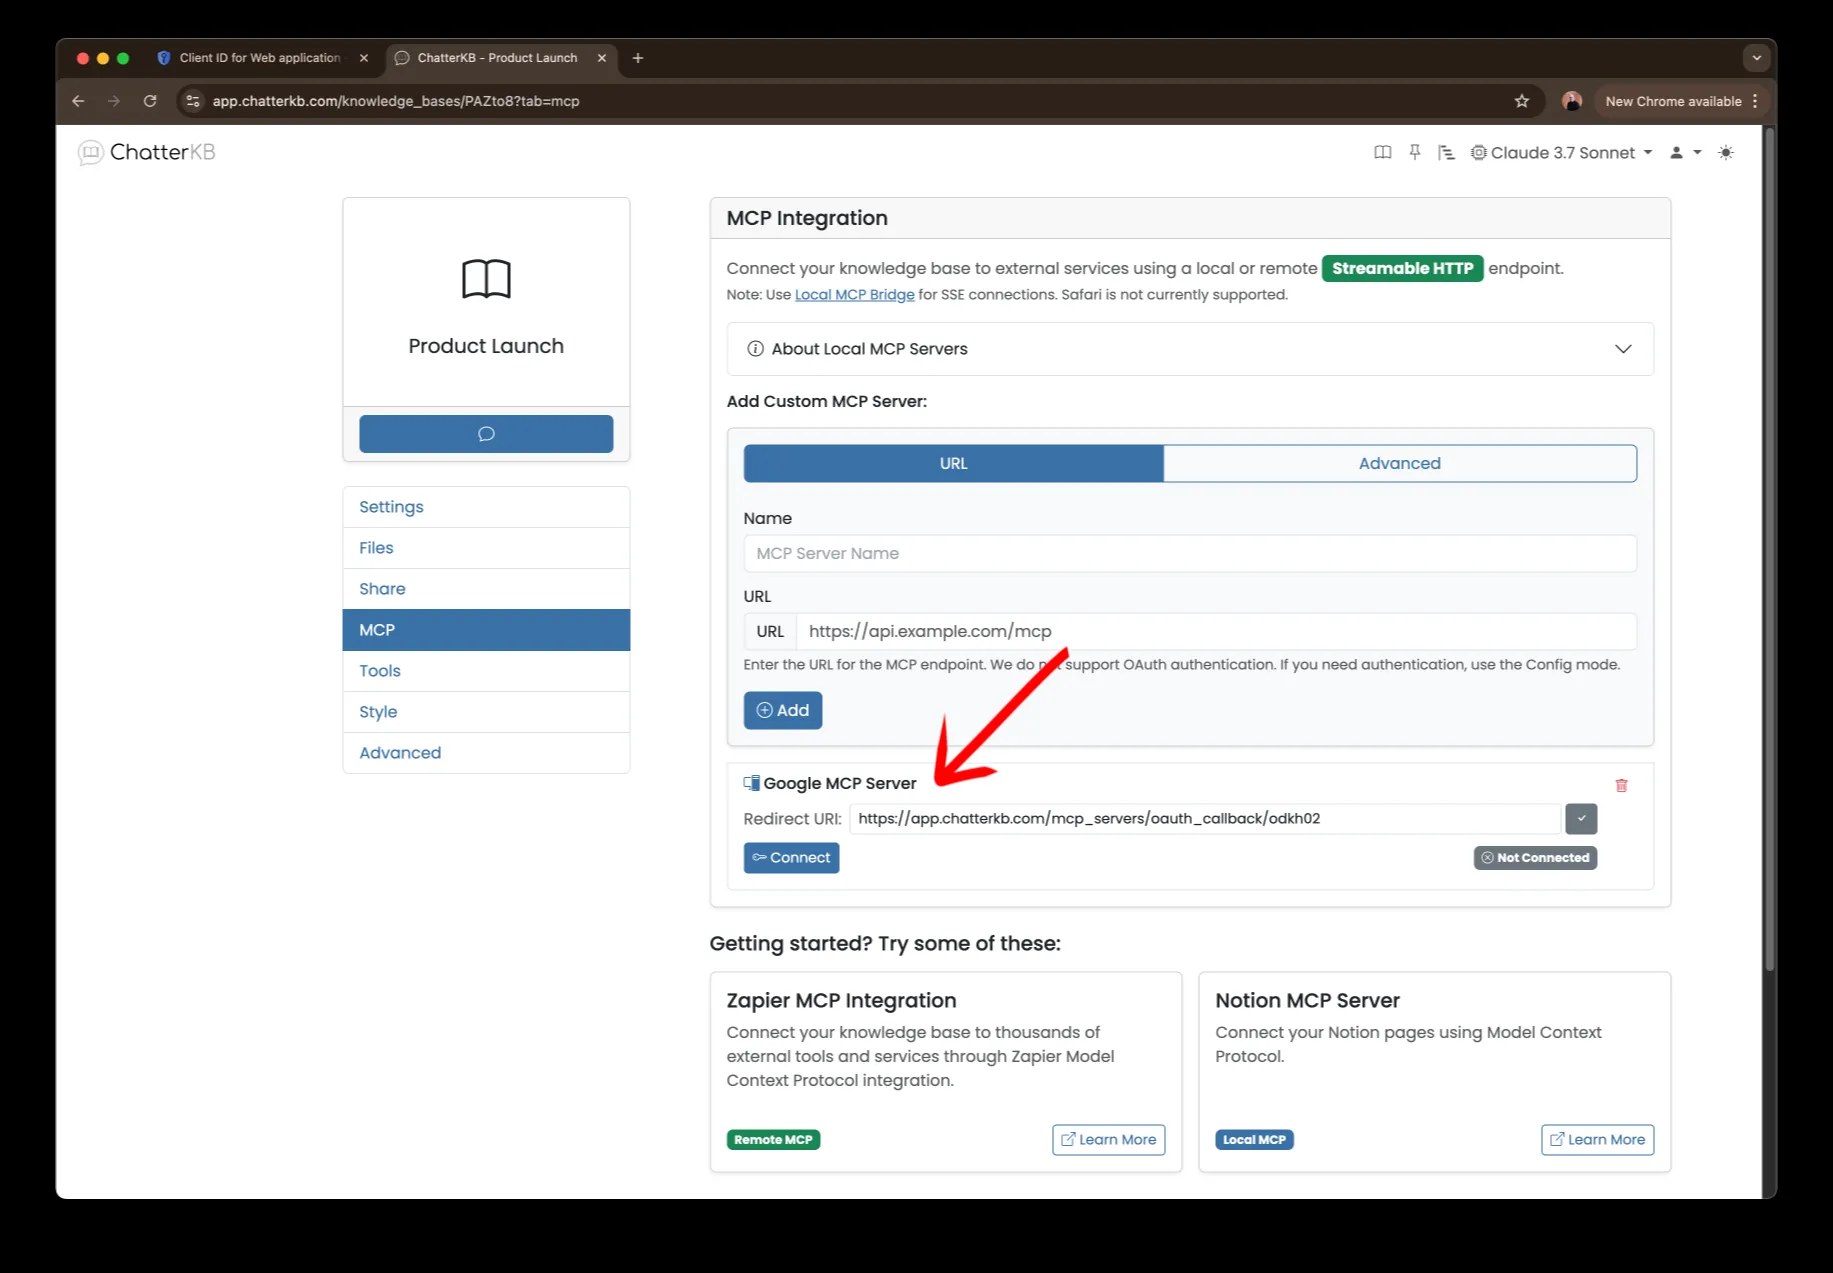 Client ID for Web application
ChatterKB - Product Launch
app.chatterkb.com/knowledge_bases/PAZto8?tab=mcp
New Chrome available
ChatterKB
Claude 3.7 Sonnet
Product Launch
Settings
Files
Share
MCP
Tools
Style
Advanced
MCP Integration
Connect your knowledge base to external services using a local or remote Streamable HTTP endpoint.
Note: Use Local MCP Bridge for SSE connections. Safari is not currently supported.
About Local MCP Servers
Add Custom MCP Server:
URL
Advanced
Name
MCP Server Name
URL
URL https://api.example.com/mcp
Enter the URL for the MCP endpoint. We do not support OAuth authentication. If you need authentication, use the Config mode.
Add
Google MCP Server
Redirect URI: https://app.chatterkb.com/mcp_servers/oauth_callback/odkh02
Connect
Not Connected
Getting started? Try some of these:
Zapier MCP Integration
Connect your knowledge base to thousands of
external tools and services through Zapier Model
Context Protocol integration.
Remote MCP
Learn More
Notion MCP Server
Connect your Notion pages using Model Context
Protocol.
Local MCP
Learn More